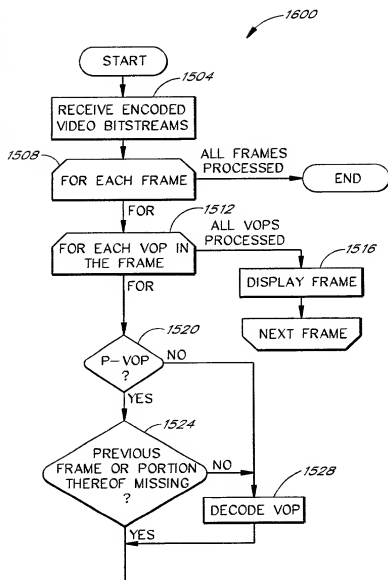 1600
START
1504
RECEIVE ENCODED
VIDEO BITSTREAMS
1508
FOR EACH FRAME
ALL FRAMES
PROCESSED
END
FOR
1512
FOR EACH VOP IN
THE FRAME
ALL VOPS
PROCESSED
1516
DISPLAY FRAME
FOR
NEXT FRAME
1520
P-VOP
?
NO
YES
1524
PREVIOUS
FRAME OR PORTION
THEREOF MISSING
?
NO
1528
DECODE VOP
YES